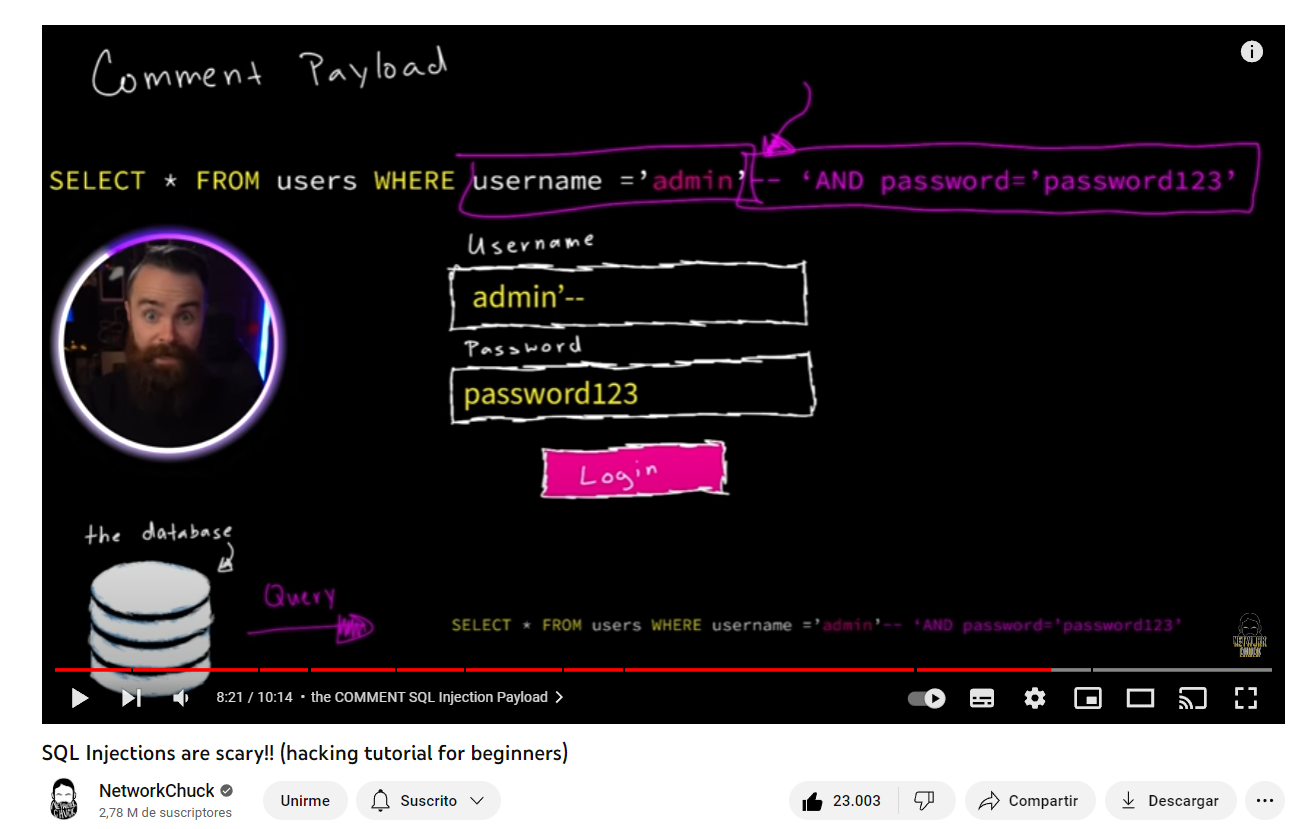 Comment Payload
SELECT * FROM users WHERE username =’admin’-- ‘AND password=’password123’
Username
admin’--
Password
password123
Login
the database
Query
SELECT * FROM users WHERE username =’admin’-- ‘AND password=’password123’
NETWORK
CHUCK
8:21 / 10:14 • the COMMENT SQL Injection Payload
SQL Injections are scary!! (hacking tutorial for beginners)
NetworkChuck
2,78 M de suscriptores
Unirme
Suscrito
23.003
Compartir
Descargar